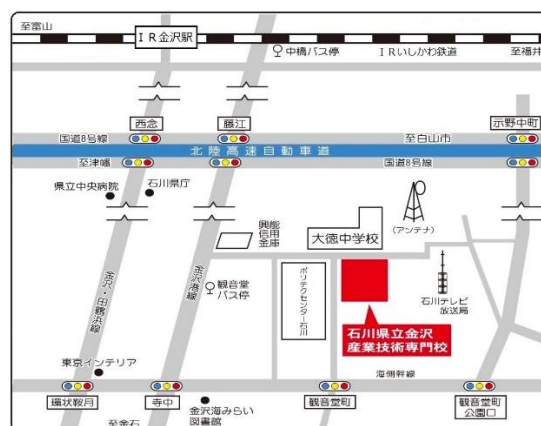 至富山
IR金沢駅
中橋バス停
IRいしかわ鉄道
至福井
西念
藤江
示野中町
国道8号線
至白山市
北陸高速自動車道
至津幡
国道8号線
県立中央病院
石川県庁
興能
信用
金庫
大徳中学校
(アンテナ)
金沢・田鶴浜線
金沢港線
観音堂
バス停
ポリテクセンター石川
石川テレビ
放送局
石川県立金沢
産業技術専門校
東京インテリア
海側幹線
環状鞍月
寺中
観音堂町
観音堂町
公園口
至金石
金沢海みらい
図書館